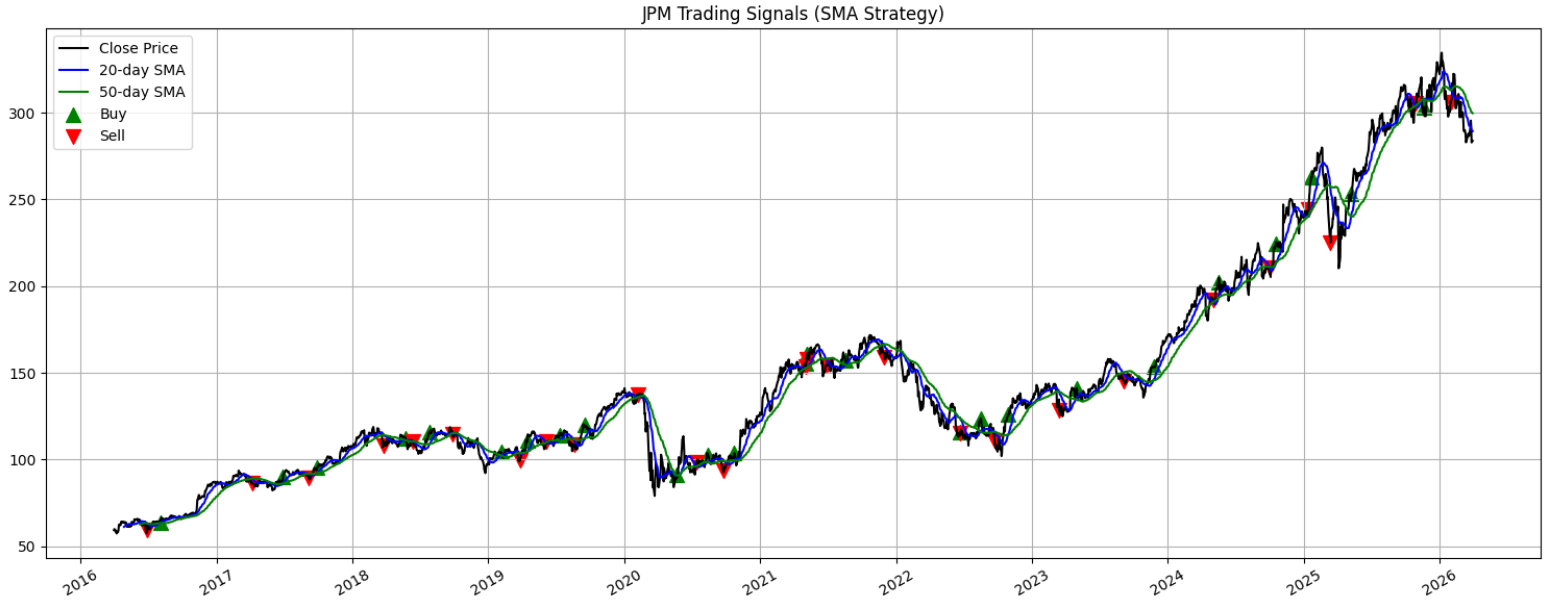 JPM Trading Signals (SMA Strategy)
Close Price
20-day SMA
50-day SMA
Buy
Sell
300
250
200
150
100
50
2016
2017
2018
2019
2020
2021
2022
2023
2024
2025
2026